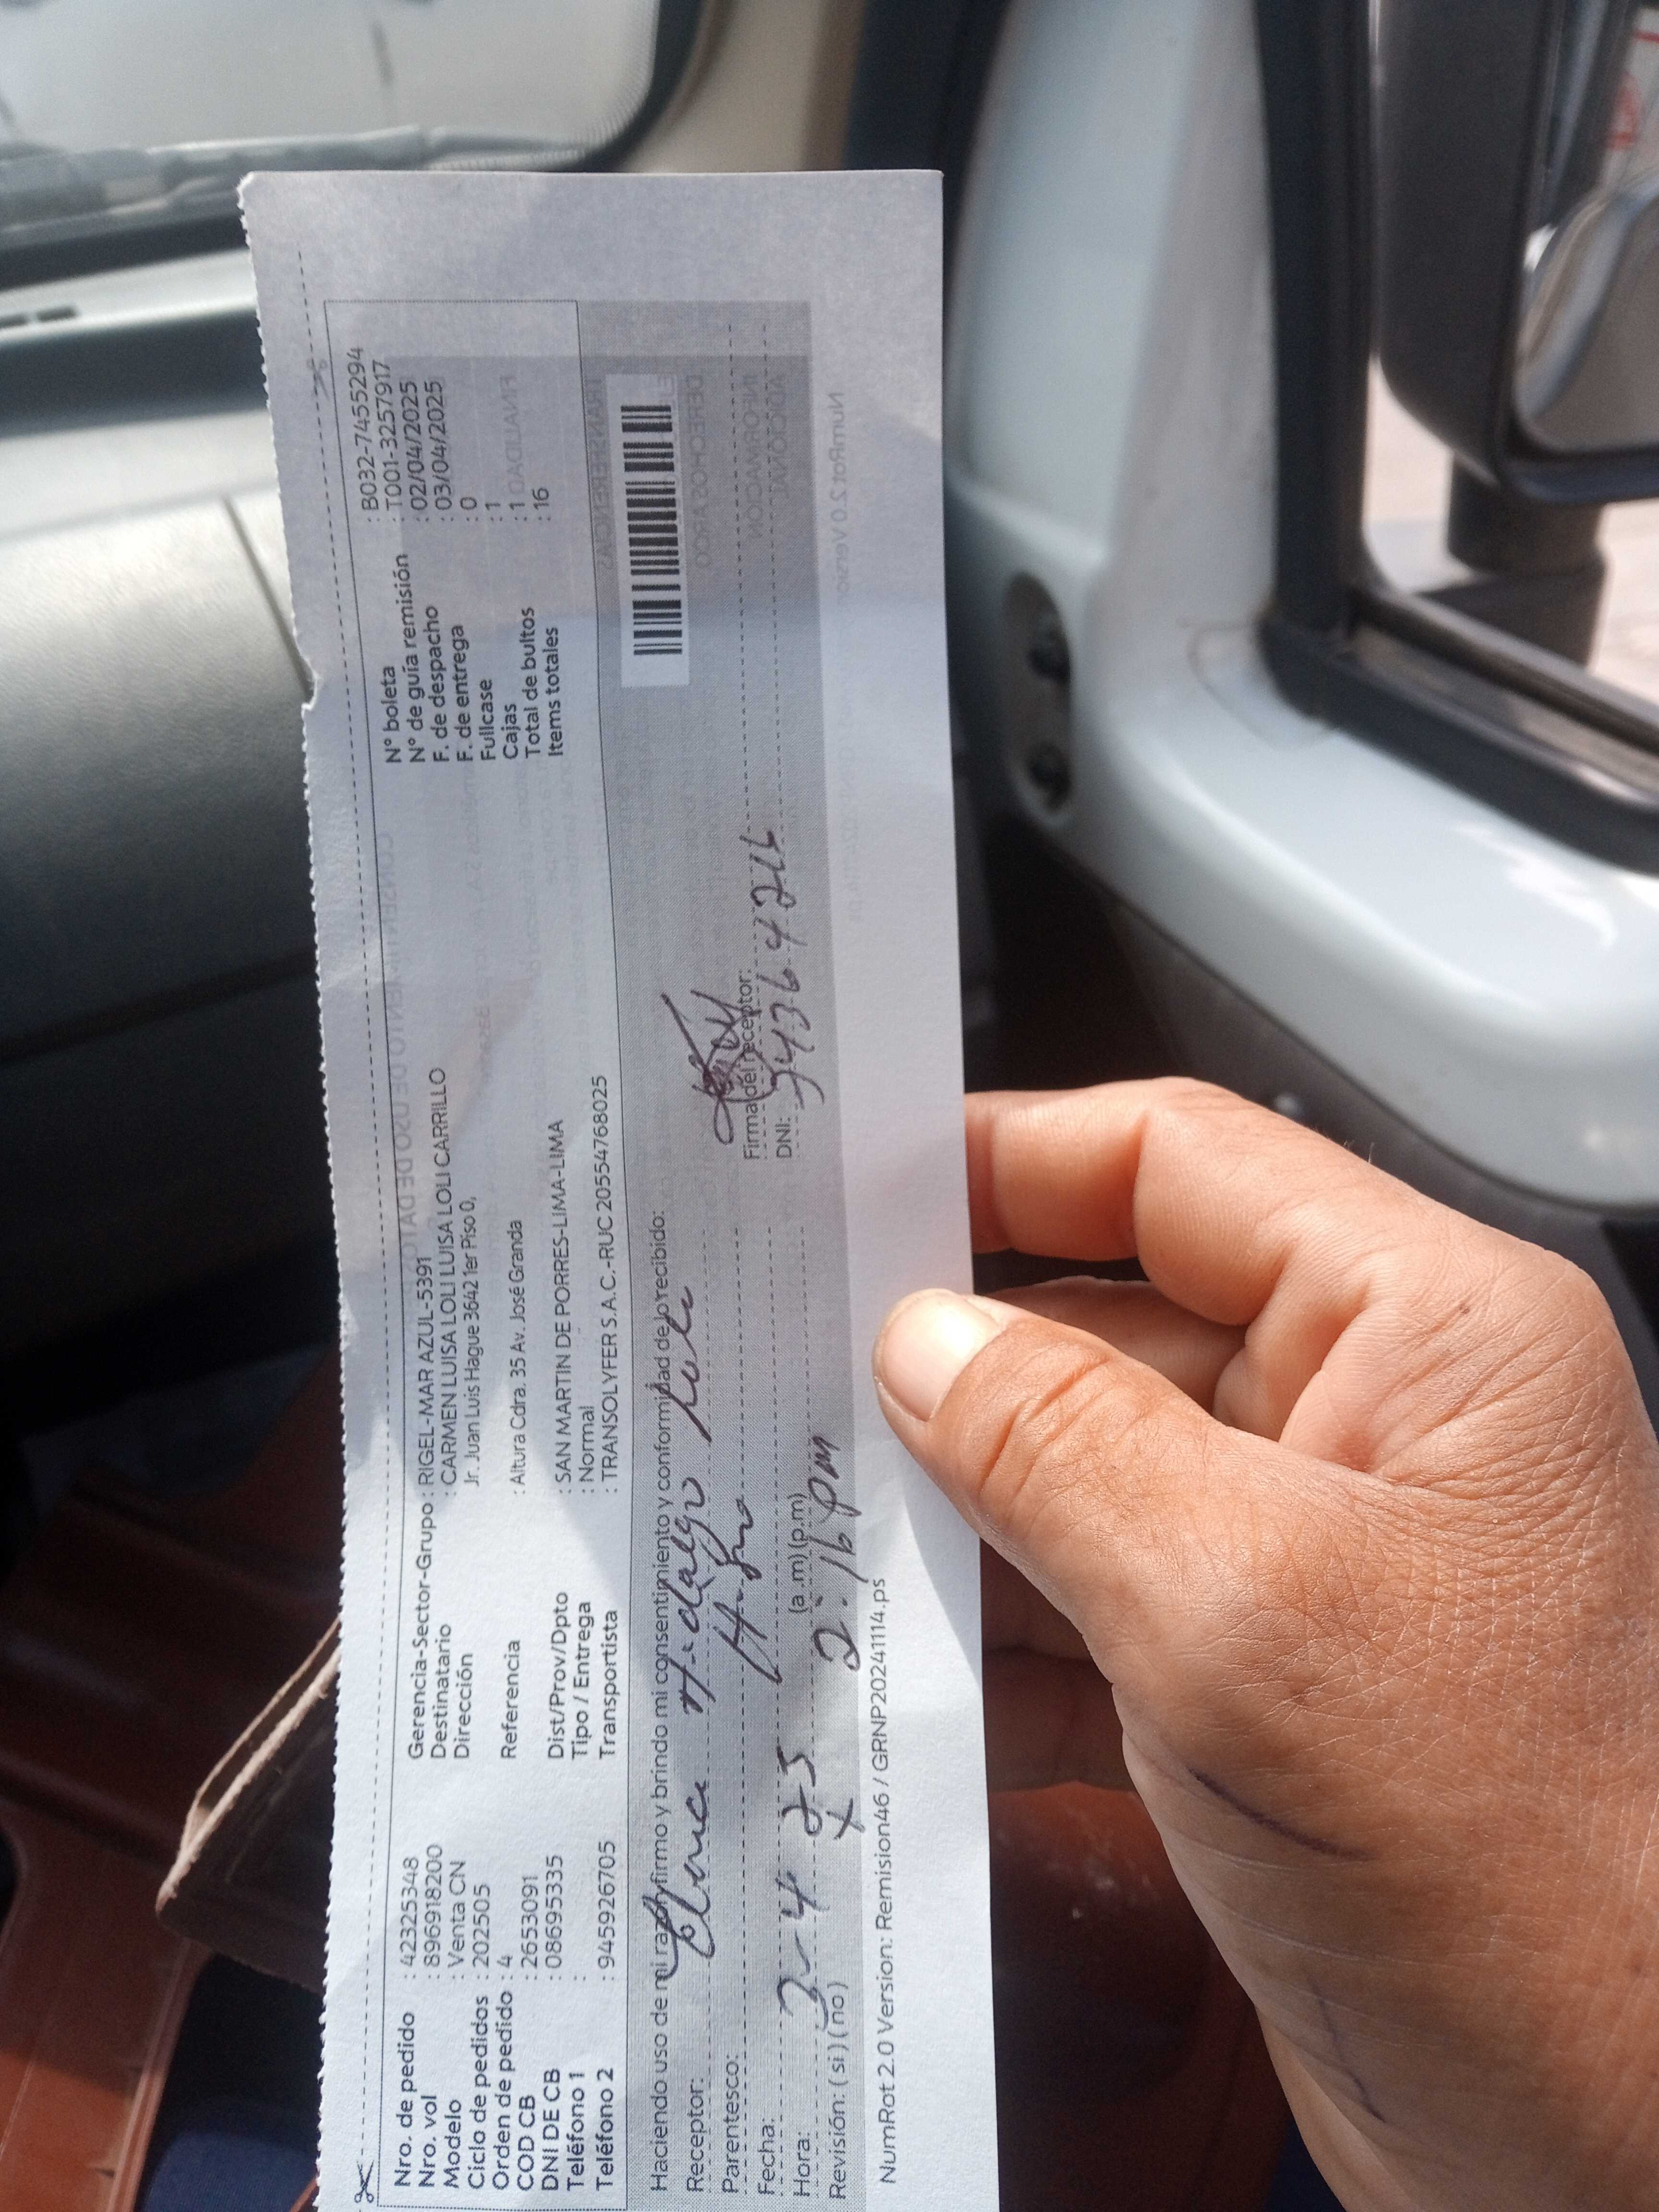 Nro. de pedido : 42325348
Nro. vol : 896918200
Modelo : Venta CN
Ciclo de pedidos : 202505
Orden de pedido : 4
COD CB : 2653091
DNI DE CB : 08695335
Teléfono 1 :
Teléfono 2 : 945926705
Gerencia-Sector-Grupo : RIGEL-MAR AZUL-5391
Destinatario : CARMEN LUISA LOLI LUISA LOLI CARRILLO
Dirección Jr. Juan Luis Hague 3642 1er Piso 0,
Referencia : Altura Cdra. 35 Av. José Granda
Dist/Prov/Dpto : SAN MARTIN DE PORRES-LIMA-LIMA
Tipo / Entrega : Normal
Transportista : TRANSOLYFER S.A.C.-RUC 20554768025
N° boleta : B032-7455294
N° de guía remisión : T001-3257917
F. de despacho : 02/04/2025
F. de entrega : 03/04/2025
Fullcase : 0
Cajas : 1
Total de bultos : 1
Items totales : 16
Haciendo uso de mi razón firmo y brindo mi consentimiento y conformidad de lo recibido:
Receptor: Hidalgo
Parentesco:
Fecha: 3-4 25
Hora: (a.m) (p.m) 2:16 pm
Revisión: (si) (no) x
Firma del receptor:
DNI:
NumRot 2.0 Version: Remision46 / GRNP20241114.ps